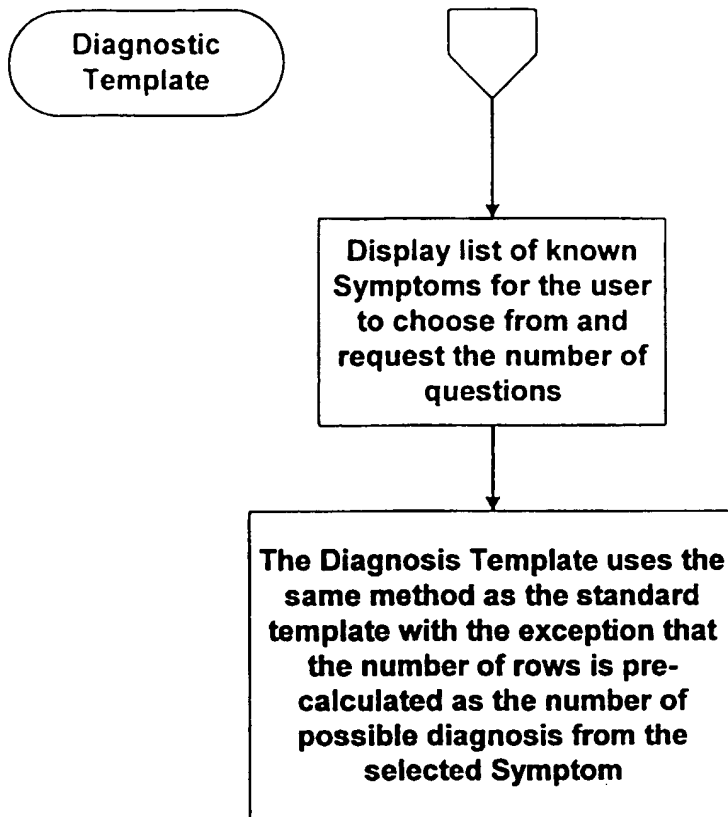 Diagnostic
Template
Display list of known
Symptoms for the user
to choose from and
request the number of
questions
The Diagnosis Template uses the
same method as the standard
template with the exception that
the number of rows is pre-
calculated as the number of
possible diagnosis from the
selected Symptom